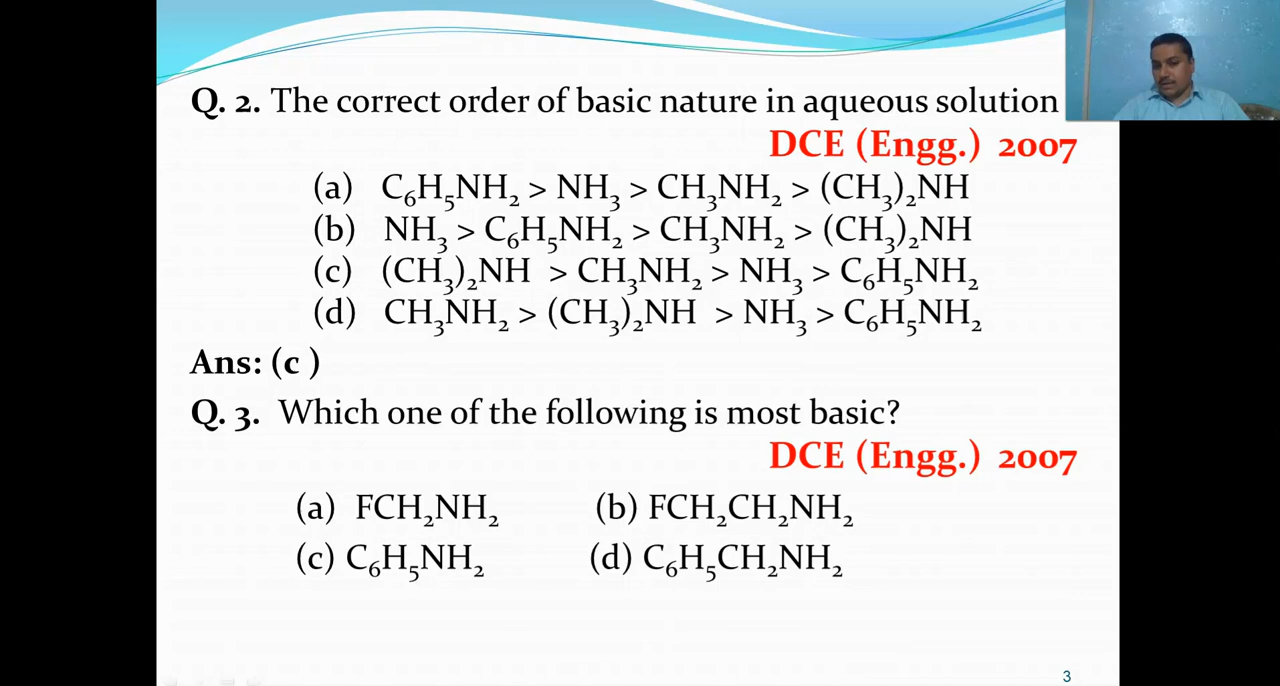 Q. 2. The correct order of basic nature in aqueous solution
DCE (Engg.) 2007
(a) C₆H₅NH₂ > NH₃ > CH₃NH₂ > (CH₃)₂NH
(b) NH₃ > C₆H₅NH₂ > CH₃NH₂ > (CH₃)₂NH
(c) (CH₃)₂NH > CH₃NH₂ > NH₃ > C₆H₅NH₂
(d) CH₃NH₂ > (CH₃)₂NH > NH₃ > C₆H₅NH₂
Ans: (c )
Q. 3. Which one of the following is most basic?
DCE (Engg.) 2007
(a) FCH₂NH₂ (b) FCH₂CH₂NH₂
(c) C₆H₅NH₂ (d) C₆H₅CH₂NH₂
3